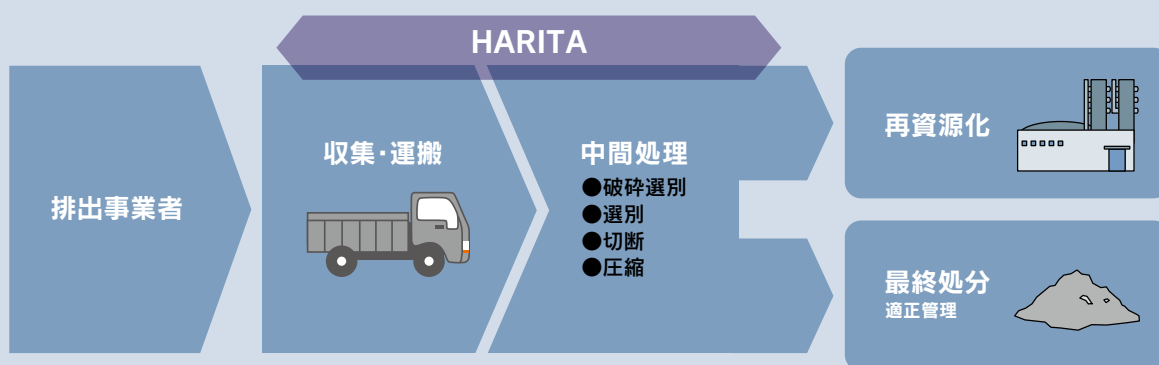 HARITA
排出事業者
収集・運搬
中間処理
●破砕選別
●選別
●切断
●圧縮
再資源化
最終処分
適正管理